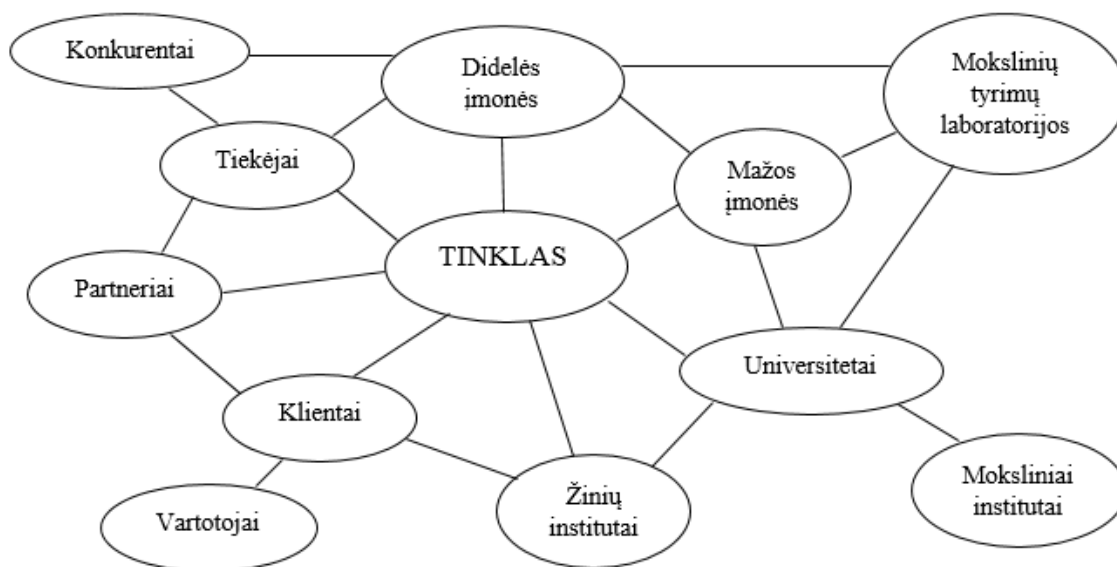 Konkurentai
Didelės
įmonės
Mokslinių
tyrimų
laboratorijos
Tiekėjai
Mažos
įmonės
TINKLAS
Partneriai
Universitetai
Klientai
Žinių
institutai
Moksliniai
institutai
Vartotojai